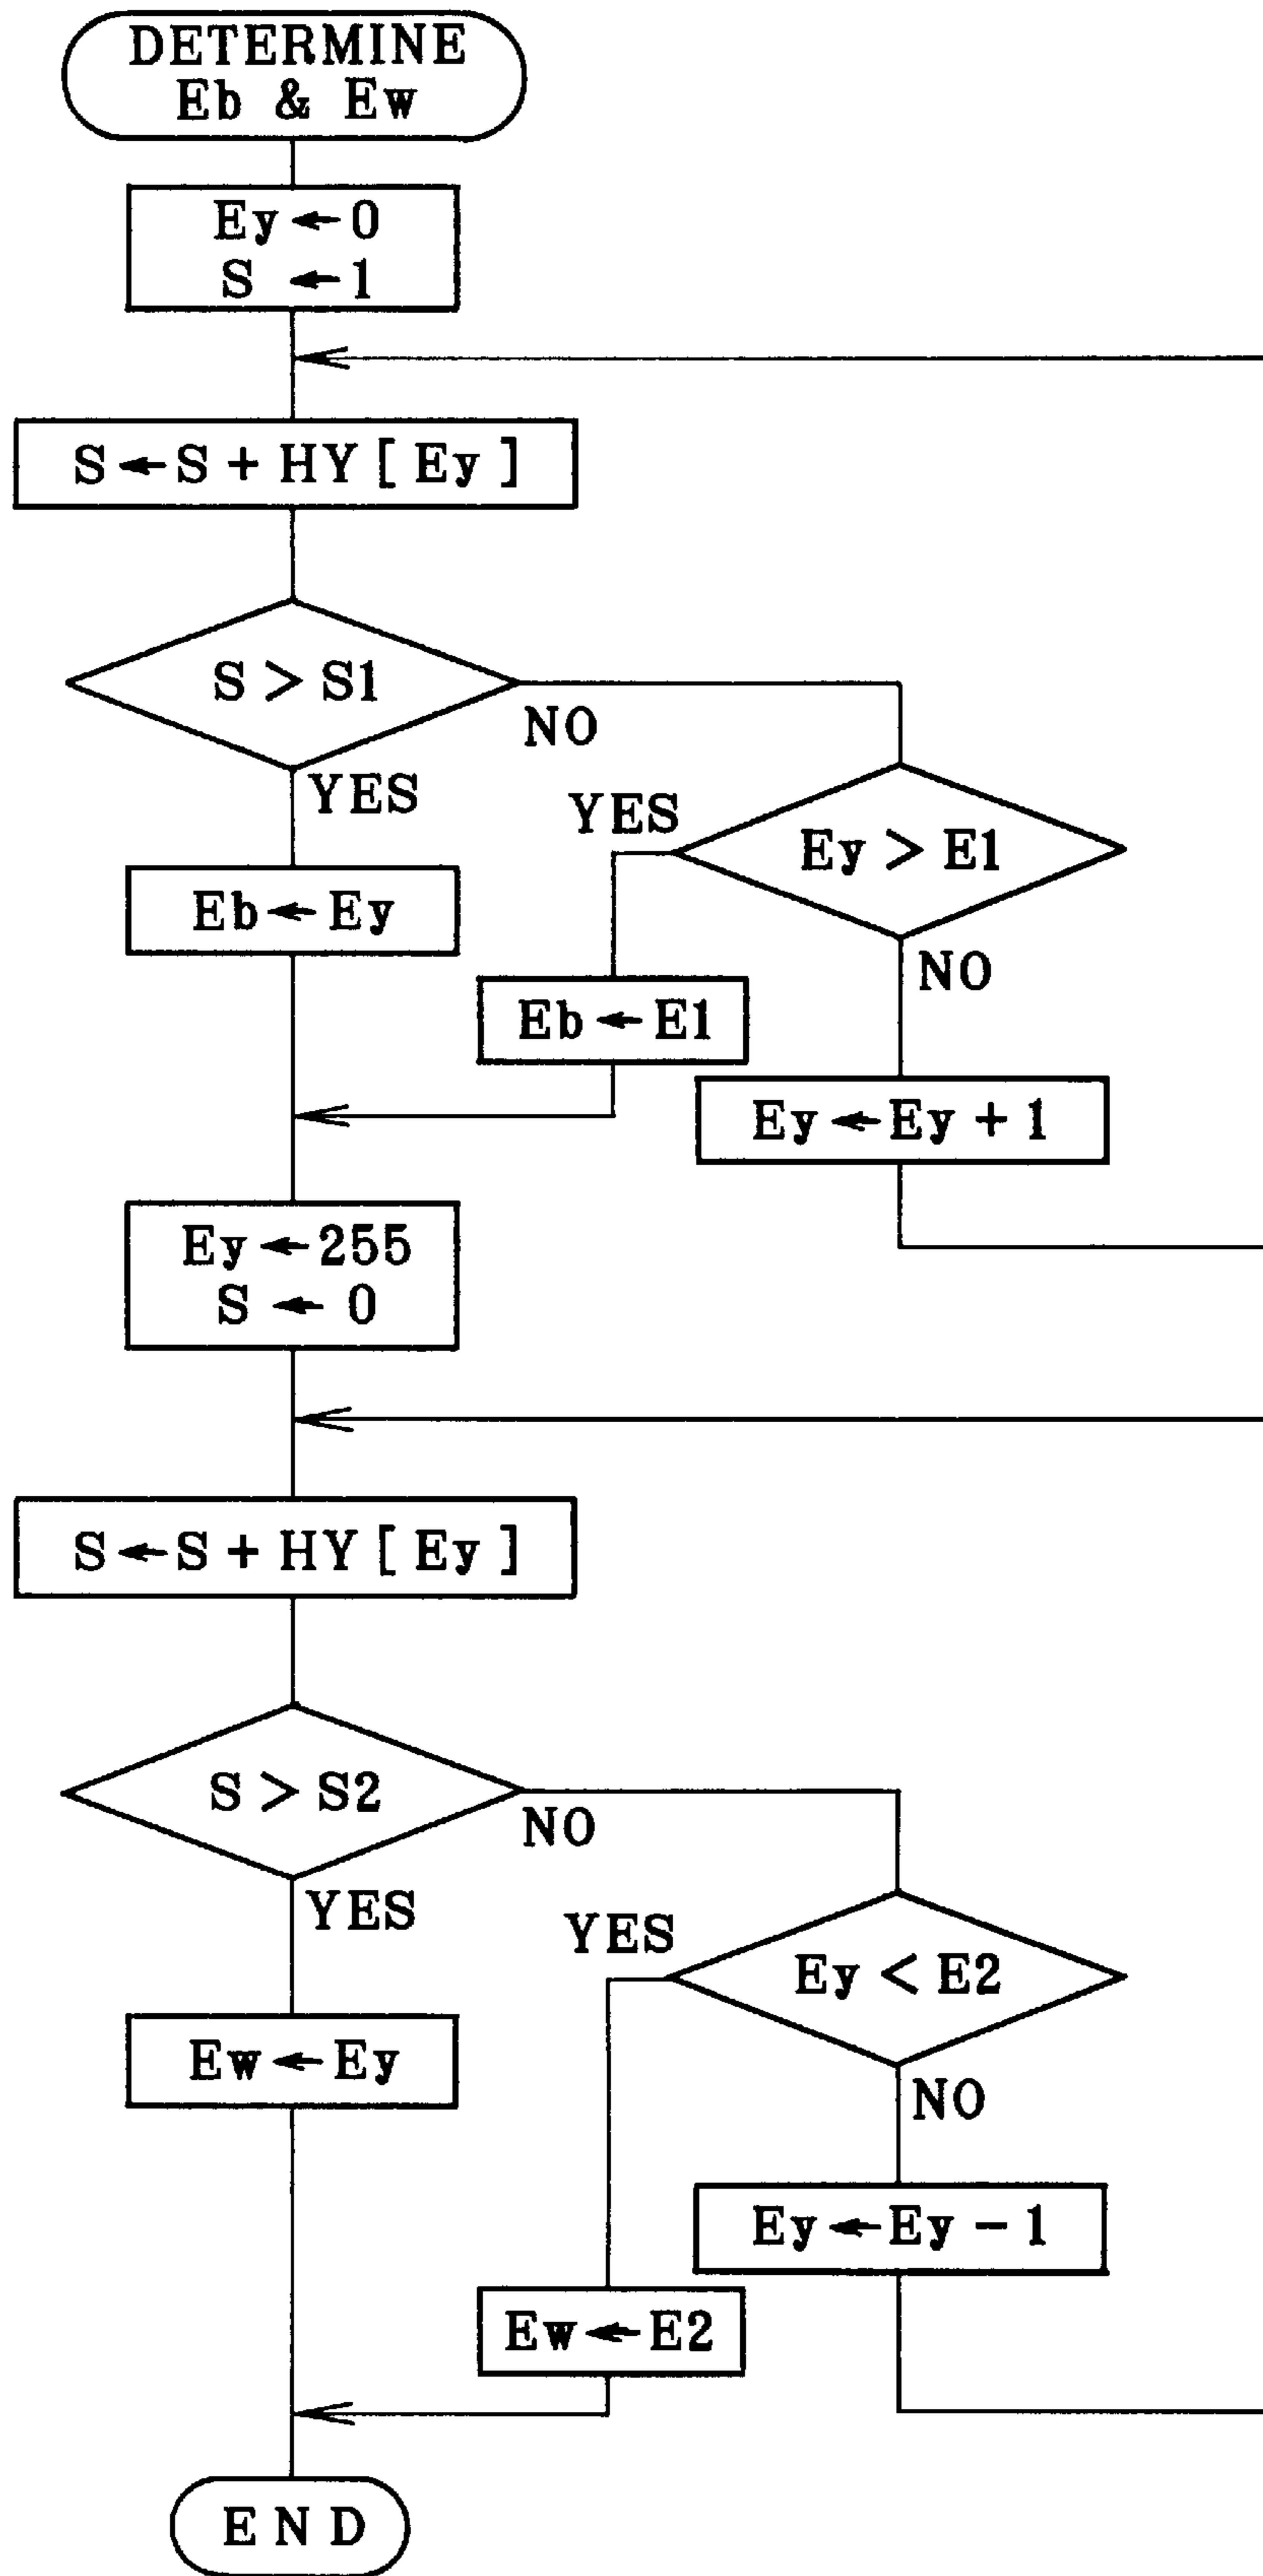 DETERMINE
Eb & Ew
Ey ← 0
S ← 1
S ← S + HY [ Ey ]
S > S1
NO
YES
YES
Ey > E1
Eb ← Ey
NO
Eb ← E1
Ey ← Ey + 1
Ey ← 255
S ← 0
S ← S + HY [ Ey ]
S > S2
NO
YES
YES
Ey < E2
Ew ← Ey
NO
Ey ← Ey - 1
Ew ← E2
END